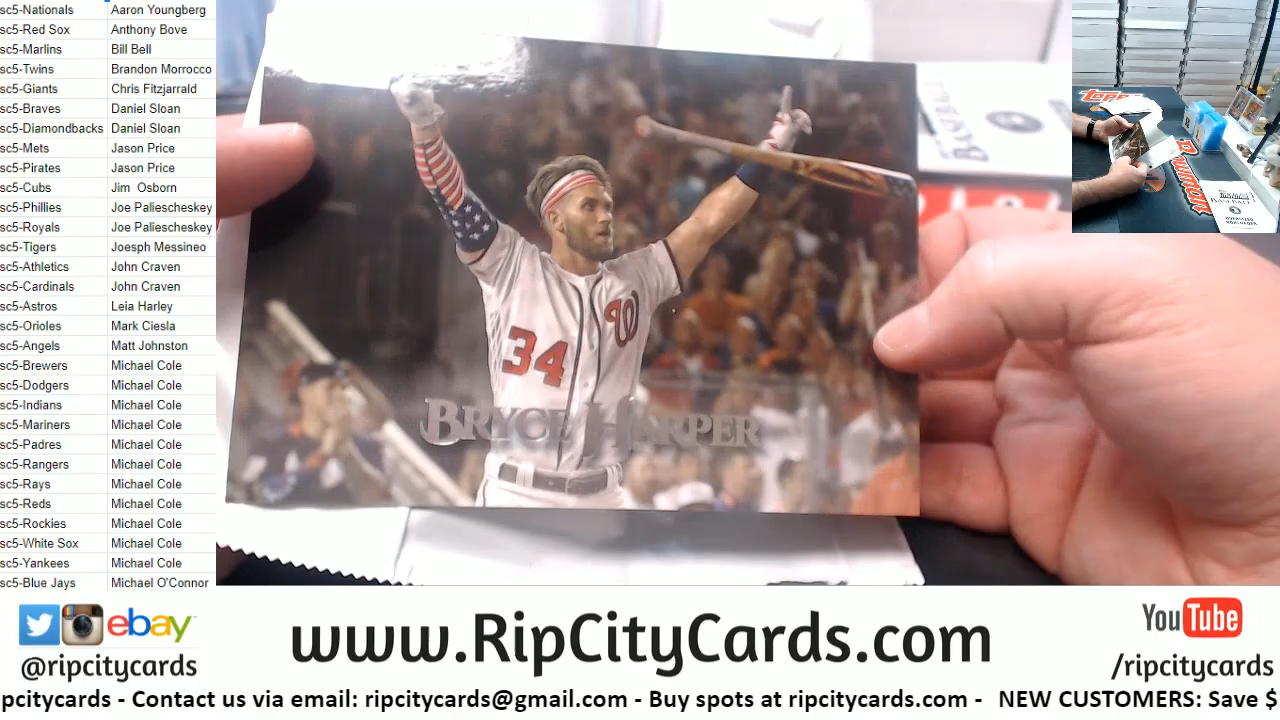 sc5-Nationals Aaron Youngberg
sc5-Red Sox Anthony Bove
sc5-Marlins Bill Bell
sc5-Twins Brandon Morrocco
sc5-Giants Chris Fitzjarrald
sc5-Braves Daniel Sloan
sc5-Diamondbacks Daniel Sloan
sc5-Mets Jason Price
sc5-Pirates Jason Price
sc5-Cubs Jim Osborn
sc5-Phillies Joe Paliescheskey
sc5-Royals Joe Paliescheskey
sc5-Tigers Joesph Messineo
sc5-Athletics John Craven
sc5-Cardinals John Craven
sc5-Astros Leia Harley
sc5-Orioles Mark Ciesla
sc5-Angels Matt Johnston
sc5-Brewers Michael Cole
sc5-Dodgers Michael Cole
sc5-Indians Michael Cole
sc5-Mariners Michael Cole
sc5-Padres Michael Cole
sc5-Rangers Michael Cole
sc5-Rays Michael Cole
sc5-Reds Michael Cole
sc5-Rockies Michael Cole
sc5-White Sox Michael Cole
sc5-Yankees Michael Cole
sc5-Blue Jays Michael O'Connor
BASEBALL
W
34
BRYCE HARPER
TOPPS
BASEBALL
ebay
@ripcitycards
www.RipCityCards.com
YouTube
/ripcitycards
pcitycards - Contact us via email: ripcitycards@gmail.com - Buy spots at ripcitycards.com - NEW CUSTOMERS: Save $